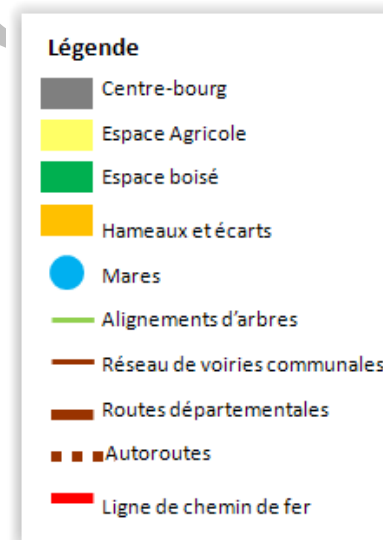 Légende
Centre-bourg
Espace Agricole
Espace boisé
Hameaux et écarts
Mares
Alignements d'arbres
Réseau de voiries communales
Routes départementales
Autoroutes
Ligne de chemin de fer